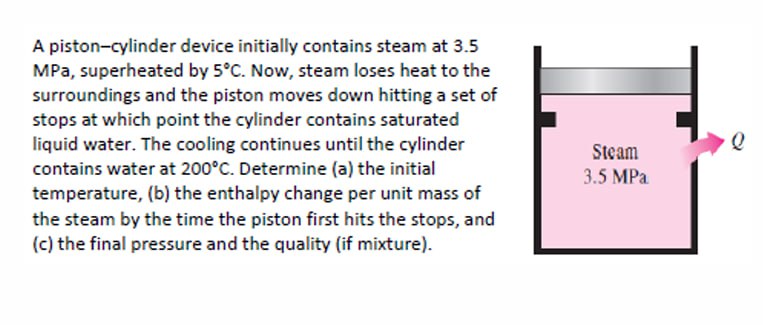 A piston–cylinder device initially contains steam at 3.5
MPa, superheated by 5°C. Now, steam loses heat to the
surroundings and the piston moves down hitting a set of
stops at which point the cylinder contains saturated
liquid water. The cooling continues until the cylinder
contains water at 200°C. Determine (a) the initial
temperature, (b) the enthalpy change per unit mass of
the steam by the time the piston first hits the stops, and
(c) the final pressure and the quality (if mixture).
Steam
3.5 MPa
Q